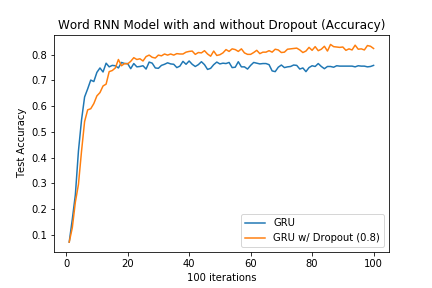 Word RNN Model with and without Dropout (Accuracy)
Test Accuracy
0.8
0.7
0.6
0.5
0.4
0.3
0.2
0.1
GRU
GRU w/ Dropout (0.8)
0 20 40 60 80 100
100 iterations